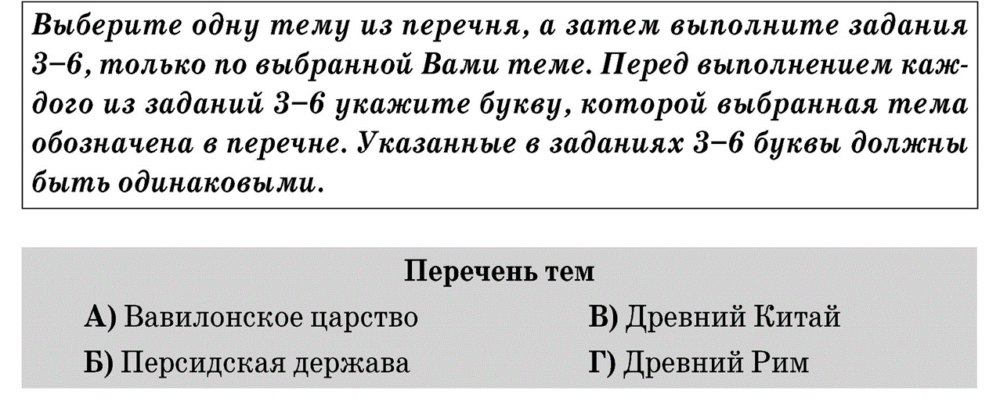 Выберите одну тему из перечня, а затем выполните задания
3–6, только по выбранной Вами теме. Перед выполнением каж-
дого из заданий 3–6 укажите букву, которой выбранная тема
обозначена в перечне. Указанные в заданиях 3–6 буквы должны
быть одинаковыми.
Перечень тем
А) Вавилонское царство
В) Древний Китай
Б) Персидская держава
Г) Древний Рим